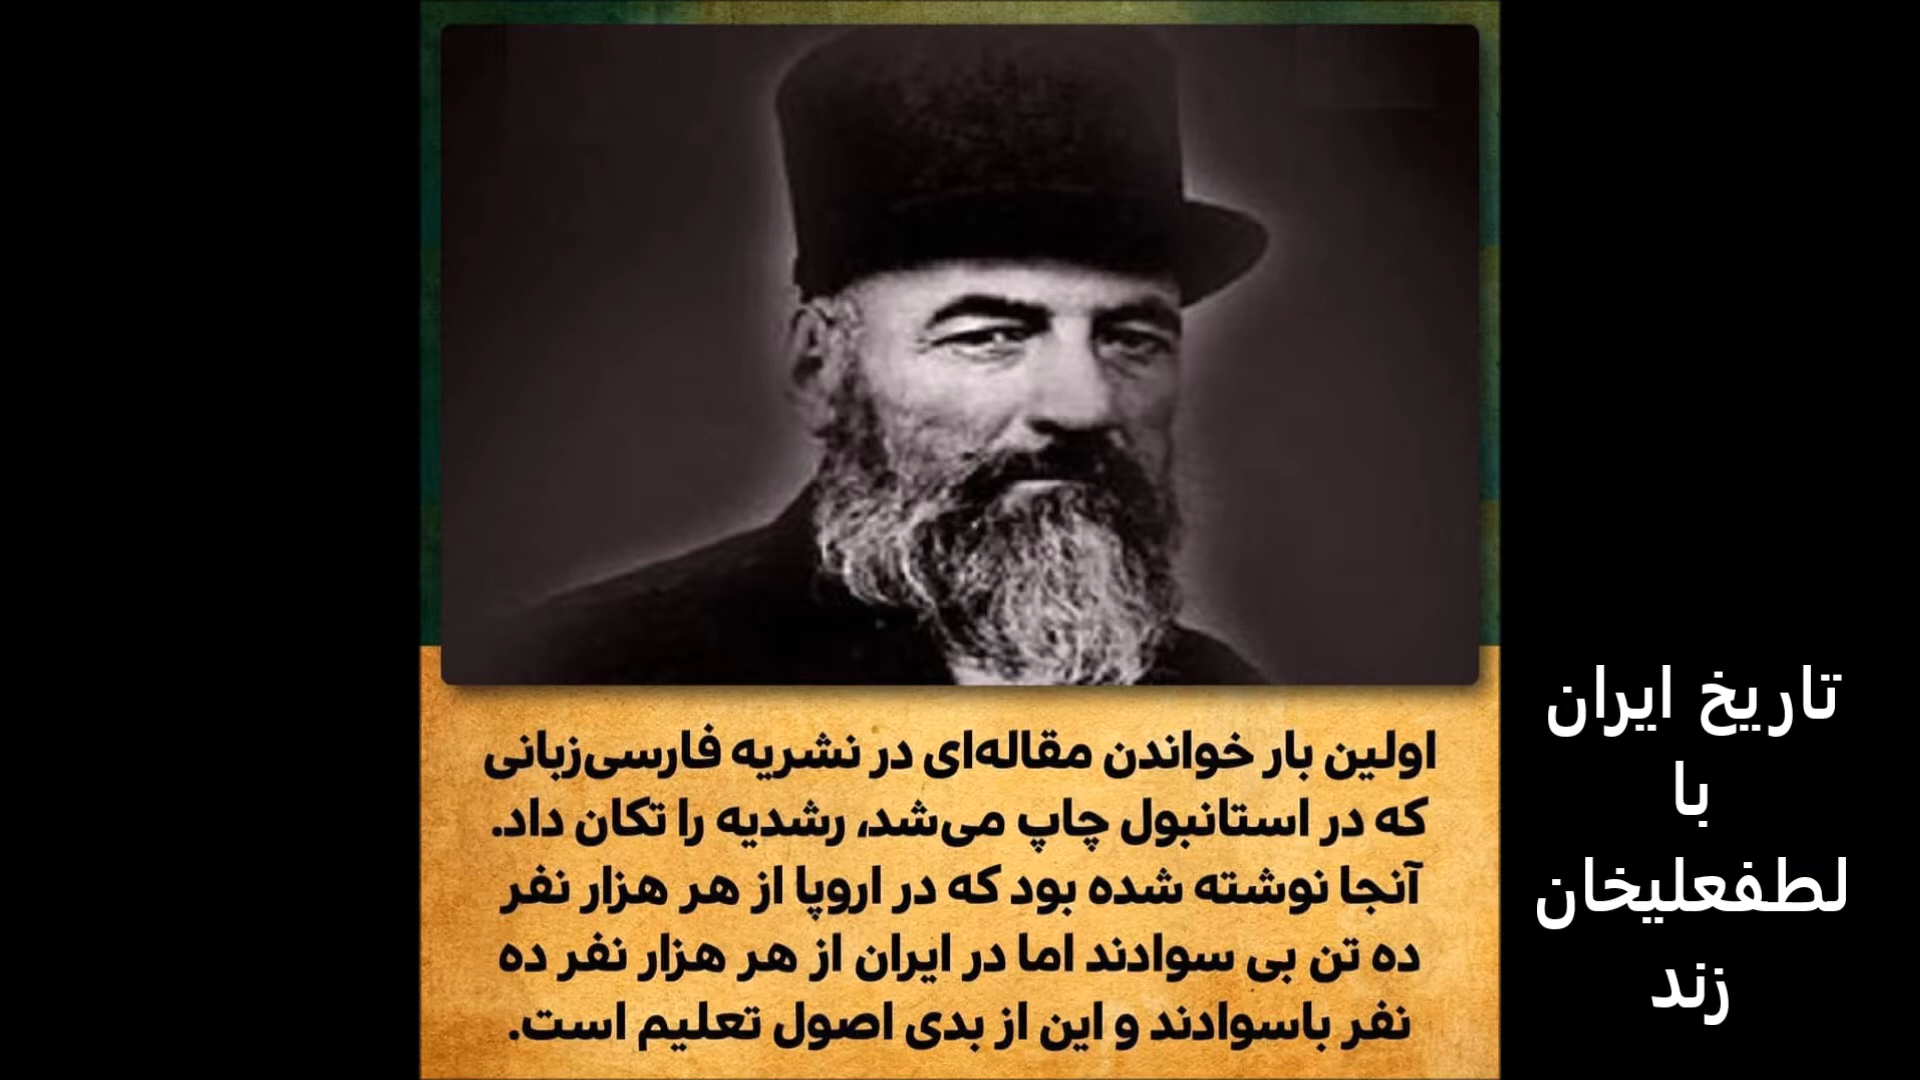 اولین بار خواندن مقاله‌ای در نشریه فارسی‌زبانی
که در استانبول چاپ می‌شد، رشدیه را تکان داد.
آنجا نوشته شده بود که در اروپا از هر هزار نفر
ده تن بی سوادند اما در ایران از هر هزار نفر ده
نفر باسوادند و این از بدی اصول تعلیم است.
تاریخ ایران
با
لطفعلیخان
زند